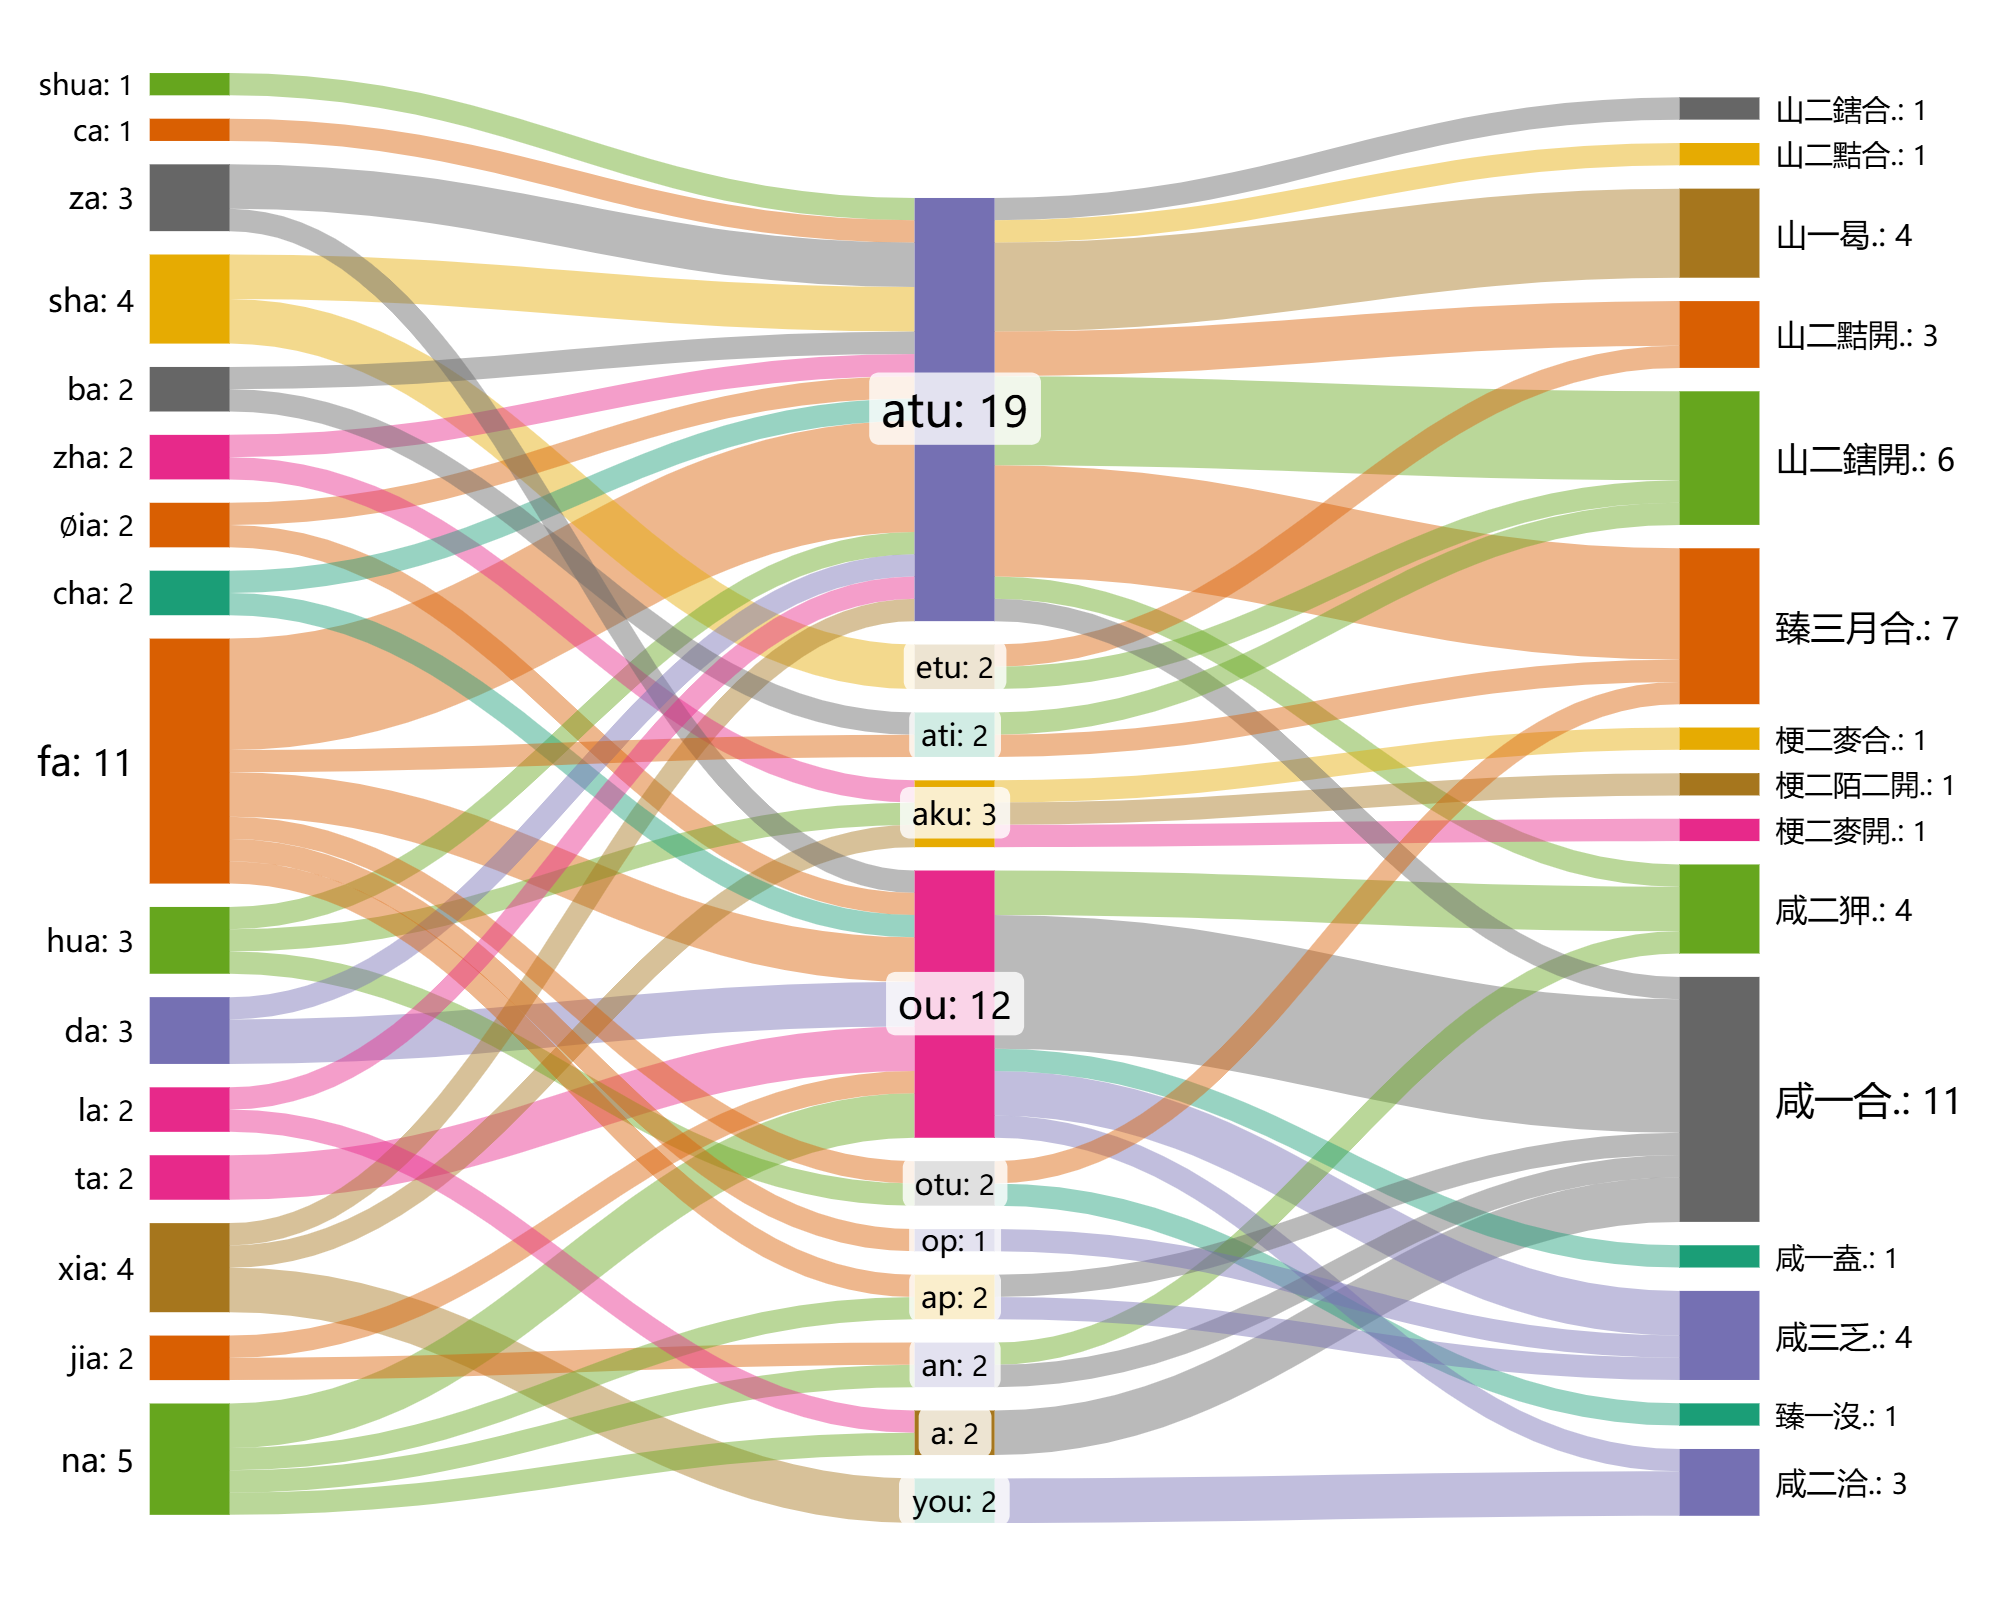 shua: 1
ca: 1
za: 3
sha: 4
ba: 2
zha: 2
∅ia: 2
cha: 2
fa: 11
hua: 3
da: 3
la: 2
ta: 2
xia: 4
jia: 2
na: 5
atu: 19
etu: 2
ati: 2
aku: 3
ou: 12
otu: 2
op: 1
ap: 2
an: 2
a: 2
you: 2
山二鎋合.: 1
山二黠合.: 1
山一曷.: 4
山二黠開.: 3
山二鎋開.: 6
臻三月合.: 7
梗二麥合.: 1
梗二陌二開.: 1
梗二麥開.: 1
咸二狎.: 4
咸一合.: 11
咸一盍.: 1
咸三乏.: 4
臻一沒.: 1
咸二洽.: 3